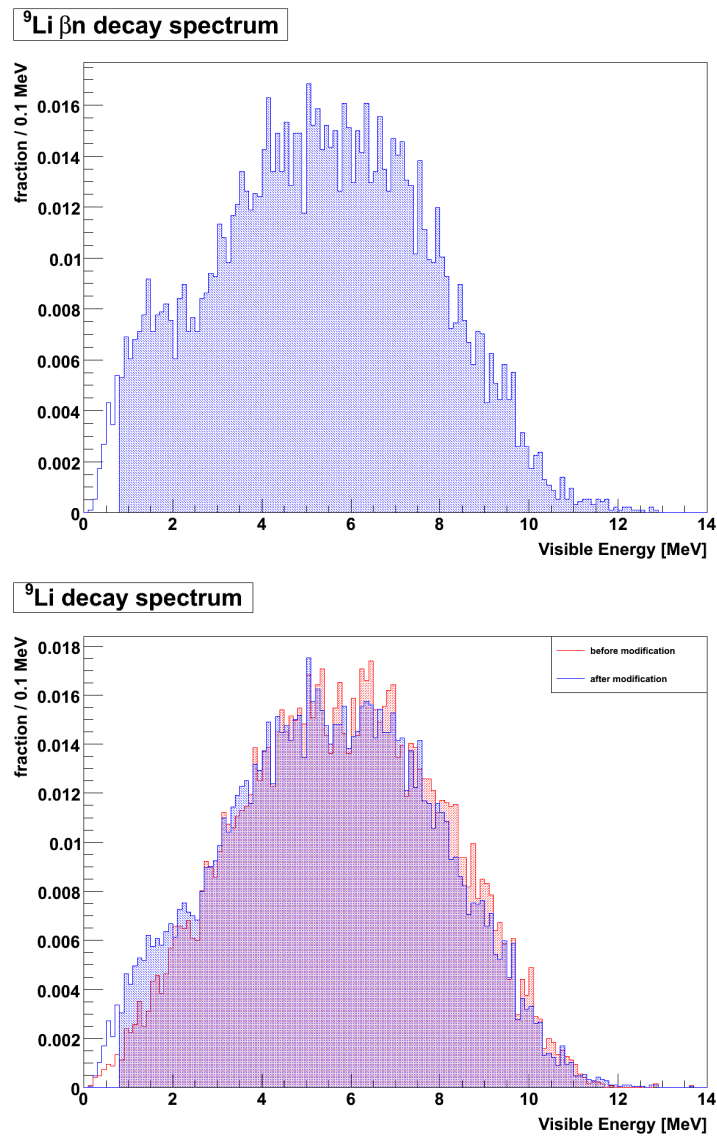 ⁹Li βn decay spectrum
fraction / 0.1 MeV
0.016
0.014
0.012
0.01
0.008
0.006
0.004
0.002
0
0 2 4 6 8 10 12 14
Visible Energy [MeV]
⁹Li decay spectrum
fraction / 0.1 MeV
before modification
after modification
0.018
0.016
0.014
0.012
0.01
0.008
0.006
0.004
0.002
0
0 2 4 6 8 10 12 14
Visible Energy [MeV]